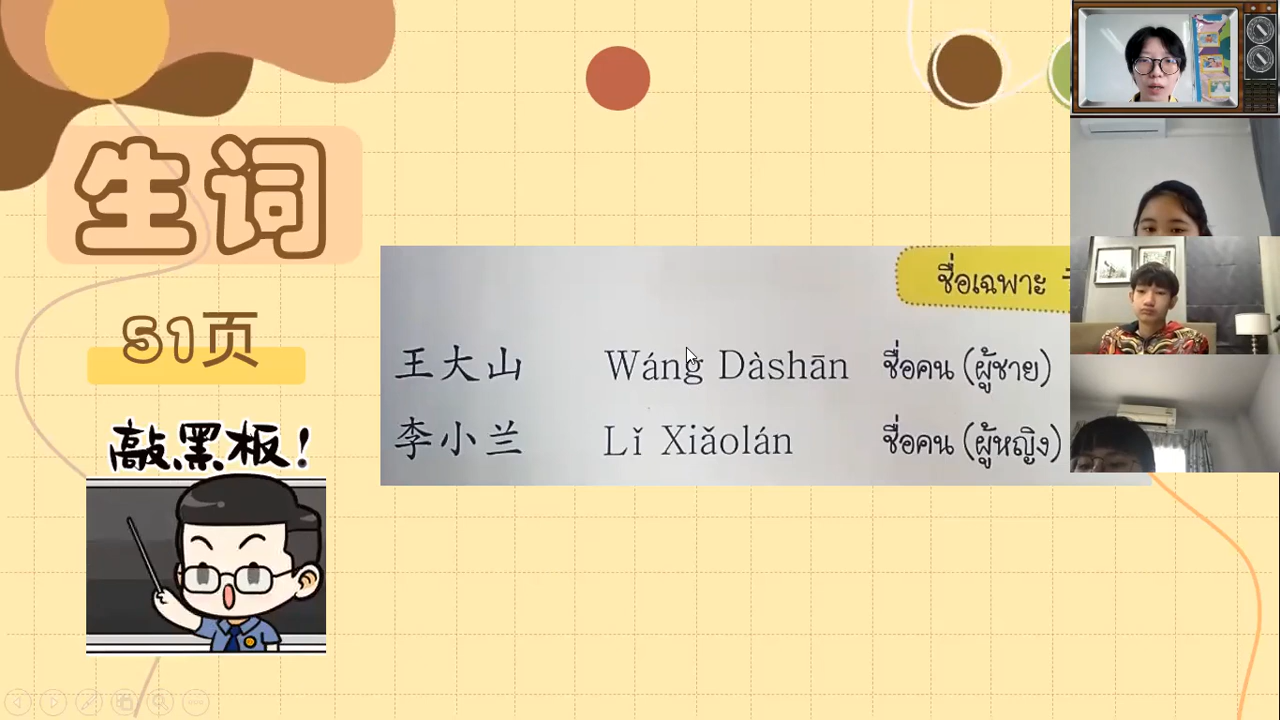 生词
51页
敲黑板!
ชื่อเฉพาะ
王大山 Wáng Dàshān ชื่อคน (ผู้ชาย)
李小兰 Lǐ Xiǎolán ชื่อคน (ผู้หญิง)